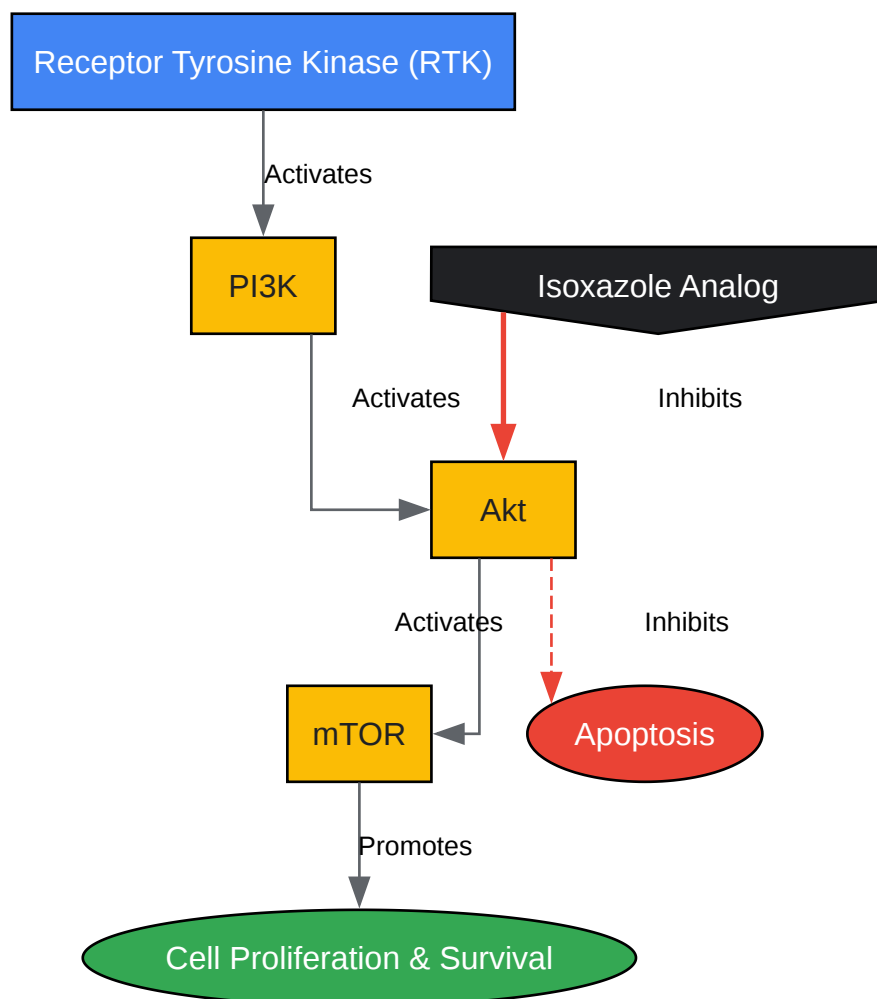 Receptor Tyrosine Kinase (RTK)
Activates
PI3K
Isoxazole Analog
Activates
Inhibits
Akt
Activates
Inhibits
mTOR
Apoptosis
Promotes
Cell Proliferation & Survival